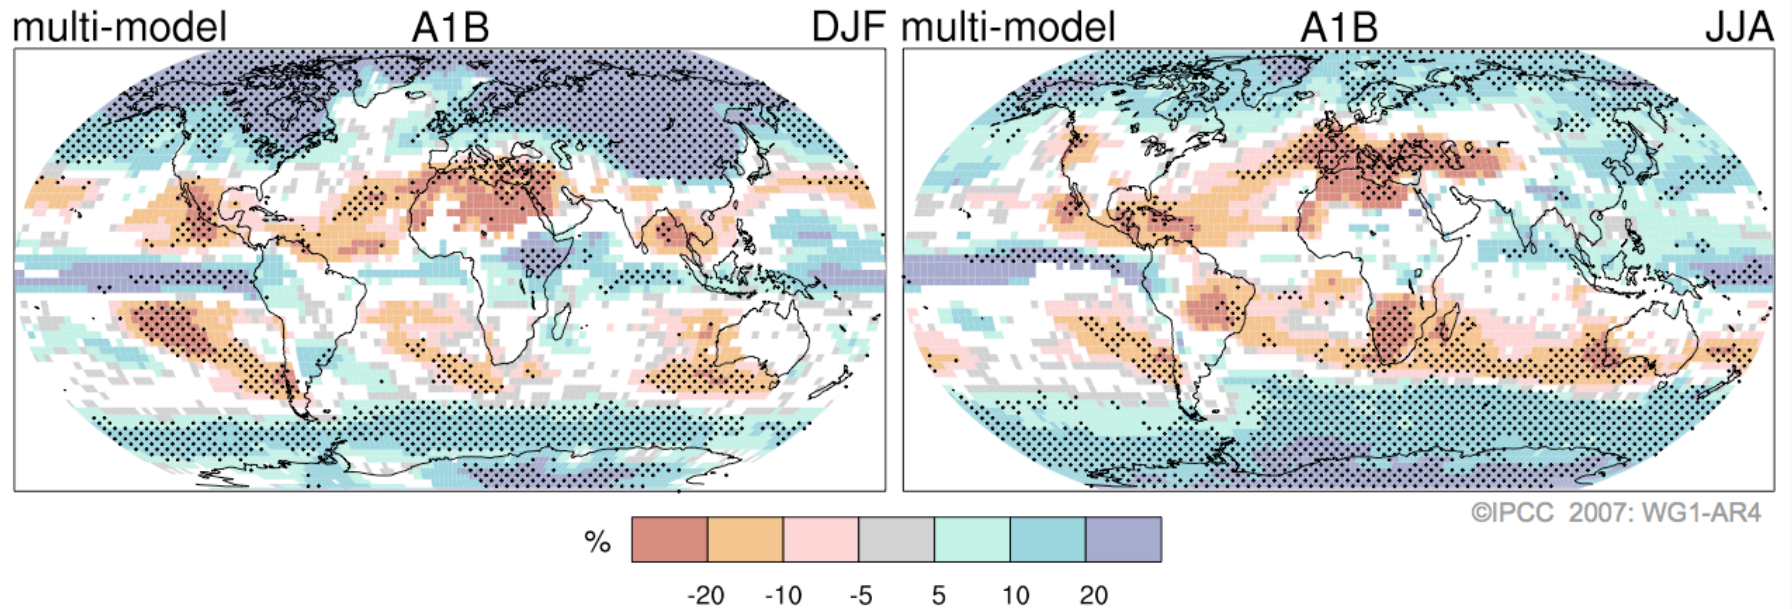 multi-model A1B DJF
multi-model A1B JJA
©IPCC 2007: WG1-AR4
%
-20 -10 -5 5 10 20